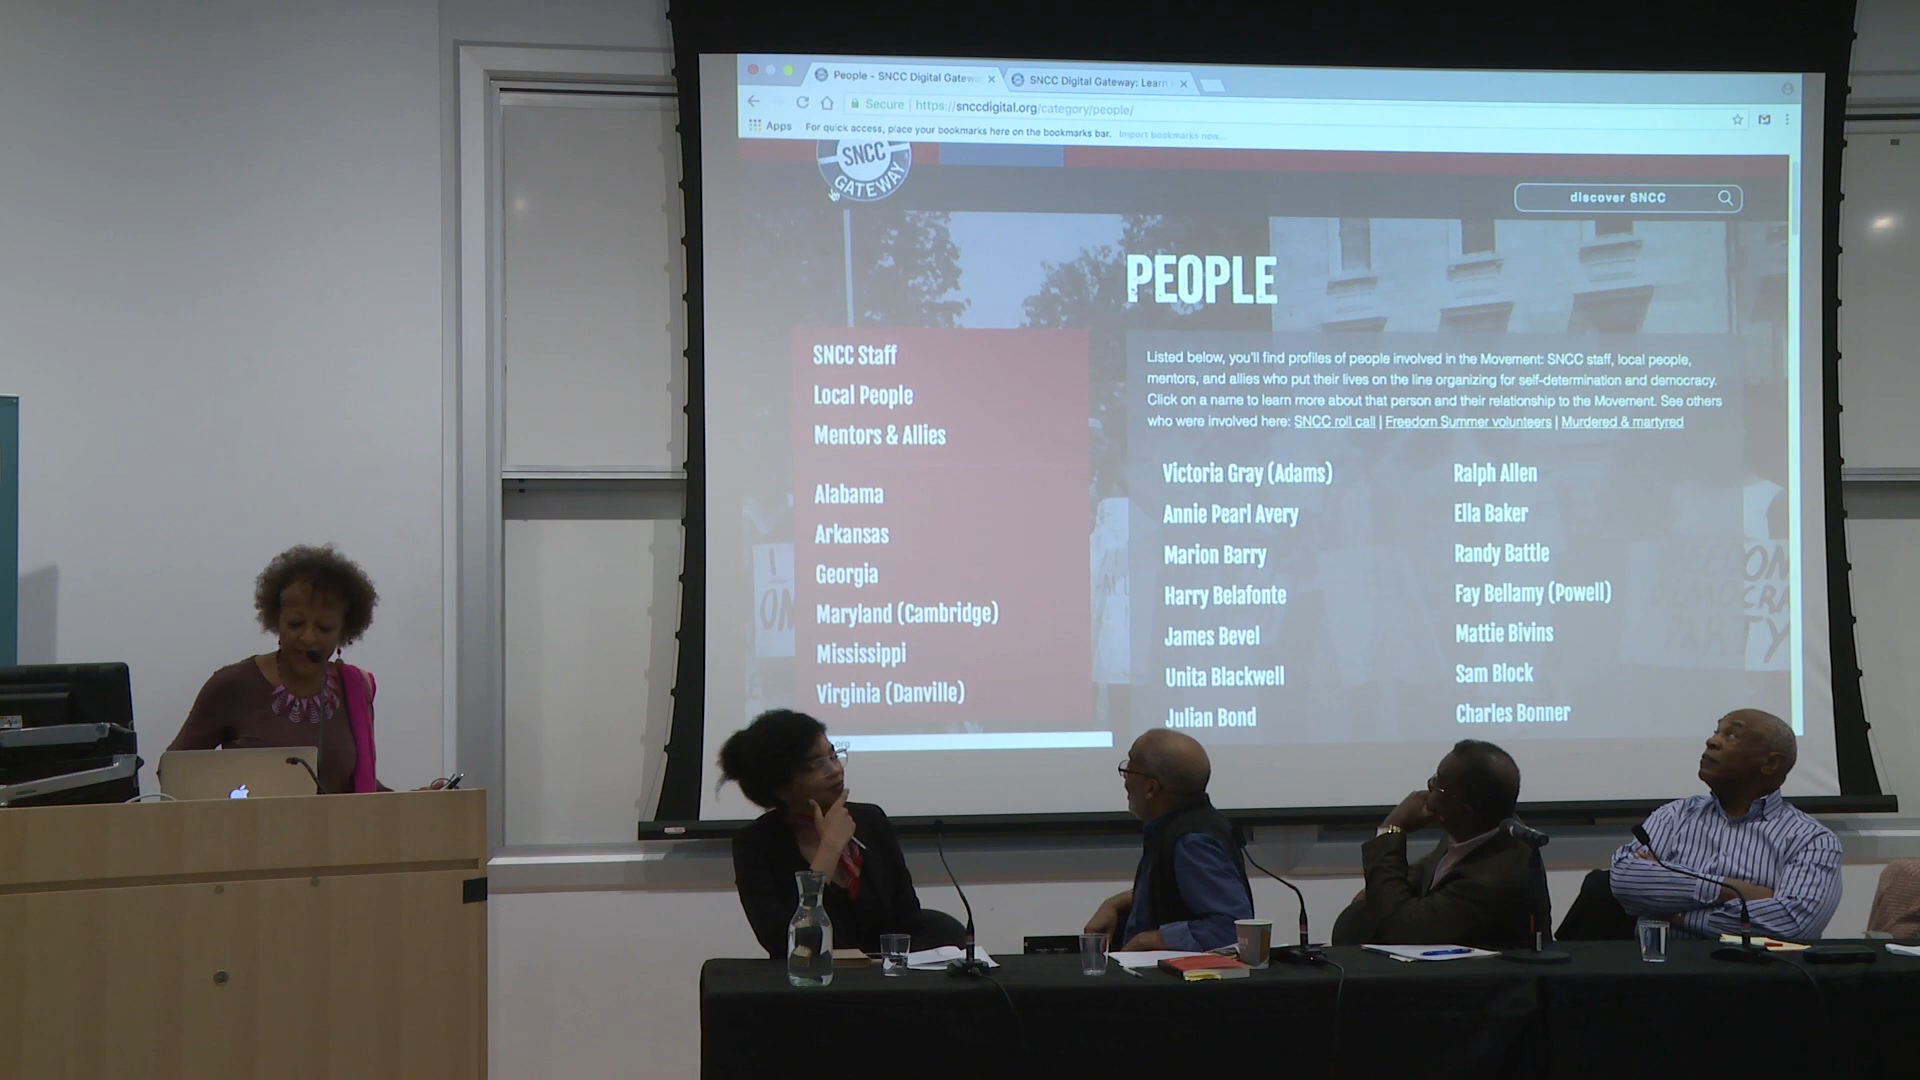 People - SNCC Digital Gatew
SNCC Digital Gateway: Learn
Secure | https://snccdigital.org/category/people/
Apps For quick access, place your bookmarks here on the bookmarks bar. Import bookmarks now...
SNCC
GATEWAY
discover SNCC
PEOPLE
SNCC Staff
Local People
Mentors & Allies
Alabama
Arkansas
Georgia
Maryland (Cambridge)
Mississippi
Virginia (Danville)
Listed below, you'll find profiles of people involved in the Movement: SNCC staff, local people,
mentors, and allies who put their lives on the line organizing for self-determination and democracy.
Click on a name to learn more about that person and their relationship to the Movement. See others
who were involved here: SNCC roll call | Freedom Summer volunteers | Murdered & martyred
Victoria Gray (Adams)
Annie Pearl Avery
Marion Barry
Harry Belafonte
James Bevel
Unita Blackwell
Julian Bond
Ralph Allen
Ella Baker
Randy Battle
Fay Bellamy (Powell)
Mattie Bivins
Sam Block
Charles Bonner